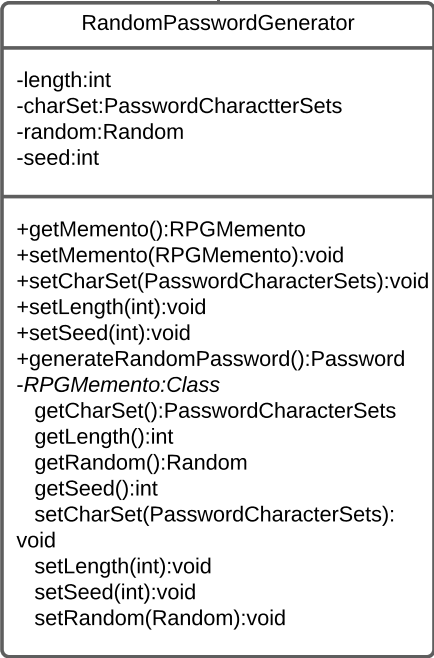 RandomPasswordGenerator
-length:int
-charSet:PasswordCharactterSets
-random:Random
-seed:int
+getMemento():RPGMemento
+setMemento(RPGMemento):void
+setCharSet(PasswordCharacterSets):void
+setLength(int):void
+setSeed(int):void
+generateRandomPassword():Password
-RPGMemento:Class
getCharSet():PasswordCharacterSets
getLength():int
getRandom():Random
getSeed():int
setCharSet(PasswordCharacterSets):
void
setLength(int):void
setSeed(int):void
setRandom(Random):void